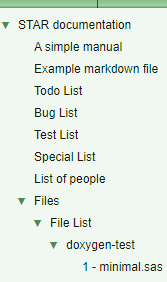 STAR documentation
A simple manual
Example markdown file
Todo List
Bug List
Test List
Special List
List of people
Files
File List
doxygen-test
1 - minimal.sas